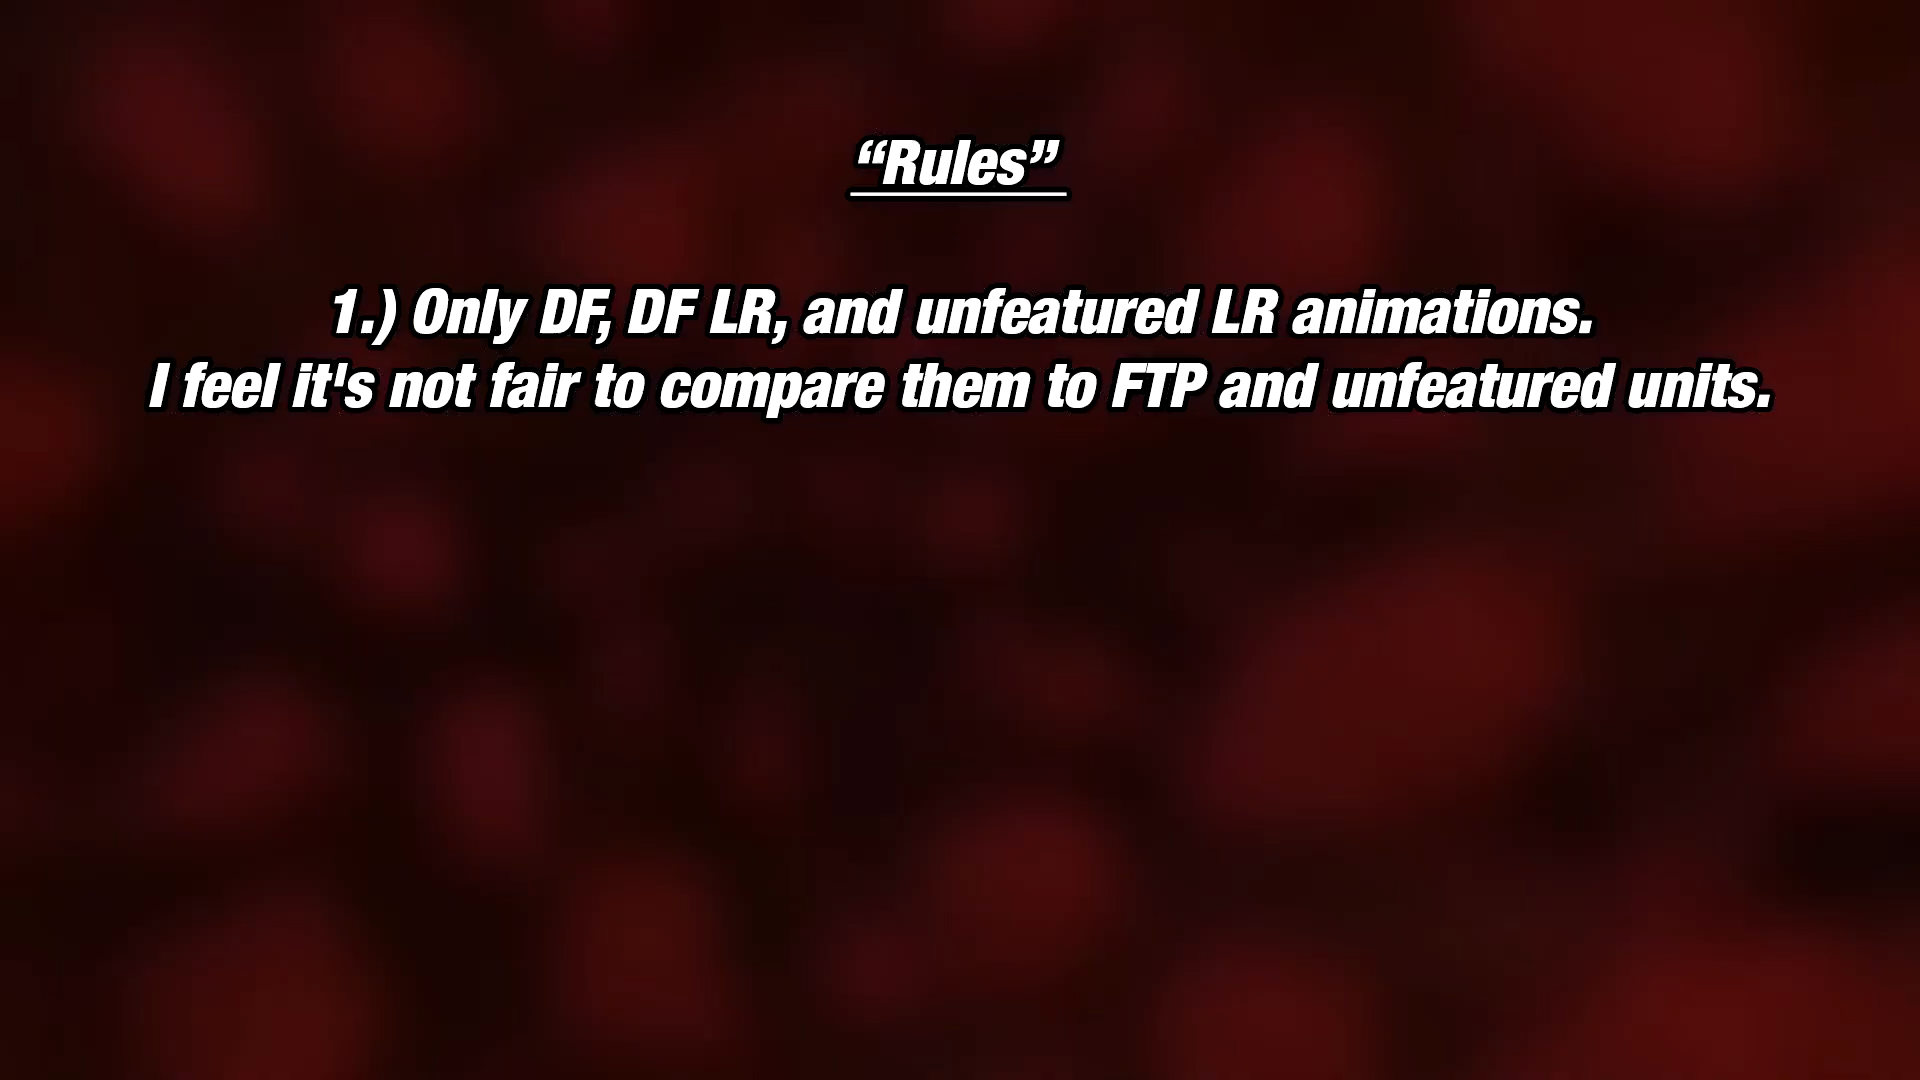 “Rules”
1.) Only DF, DF LR, and unfeatured LR animations.
I feel it's not fair to compare them to FTP and unfeatured units.